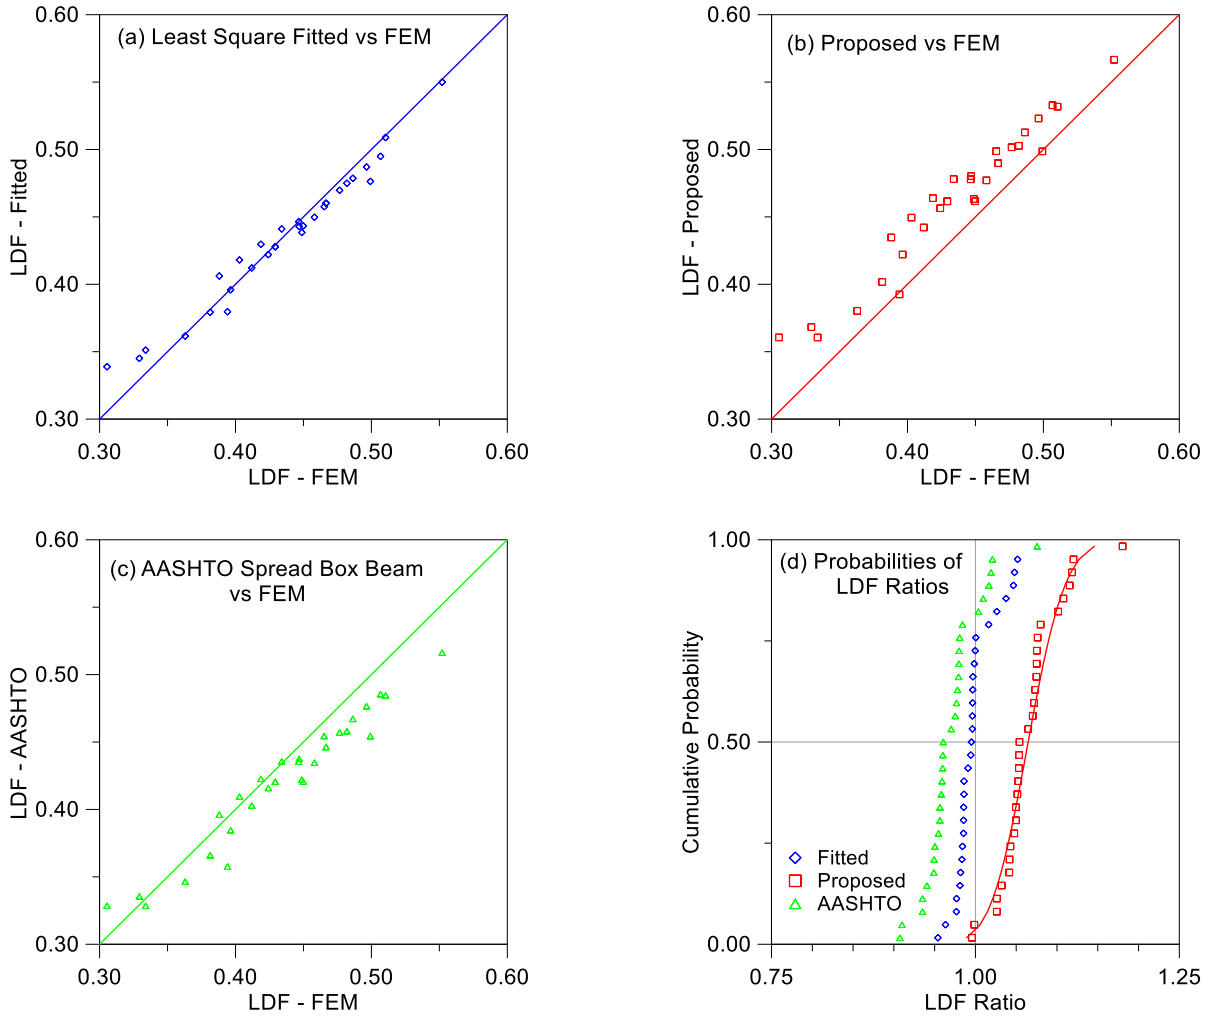 (a) Least Square Fitted vs FEM
0.60
0.50
0.40
0.30
LDF - Fitted
0.30 0.40 0.50 0.60
LDF - FEM
(b) Proposed vs FEM
0.60
0.50
0.40
0.30
LDF - Proposed
0.30 0.40 0.50 0.60
LDF - FEM
(c) AASHTO Spread Box Beam
vs FEM
0.60
0.50
0.40
0.30
LDF - AASHTO
0.30 0.40 0.50 0.60
LDF - FEM
(d) Probabilities of
LDF Ratios
1.00
0.50
0.00
Cumulative Probability
Fitted
Proposed
AASHTO
0.75 1.00 1.25
LDF Ratio